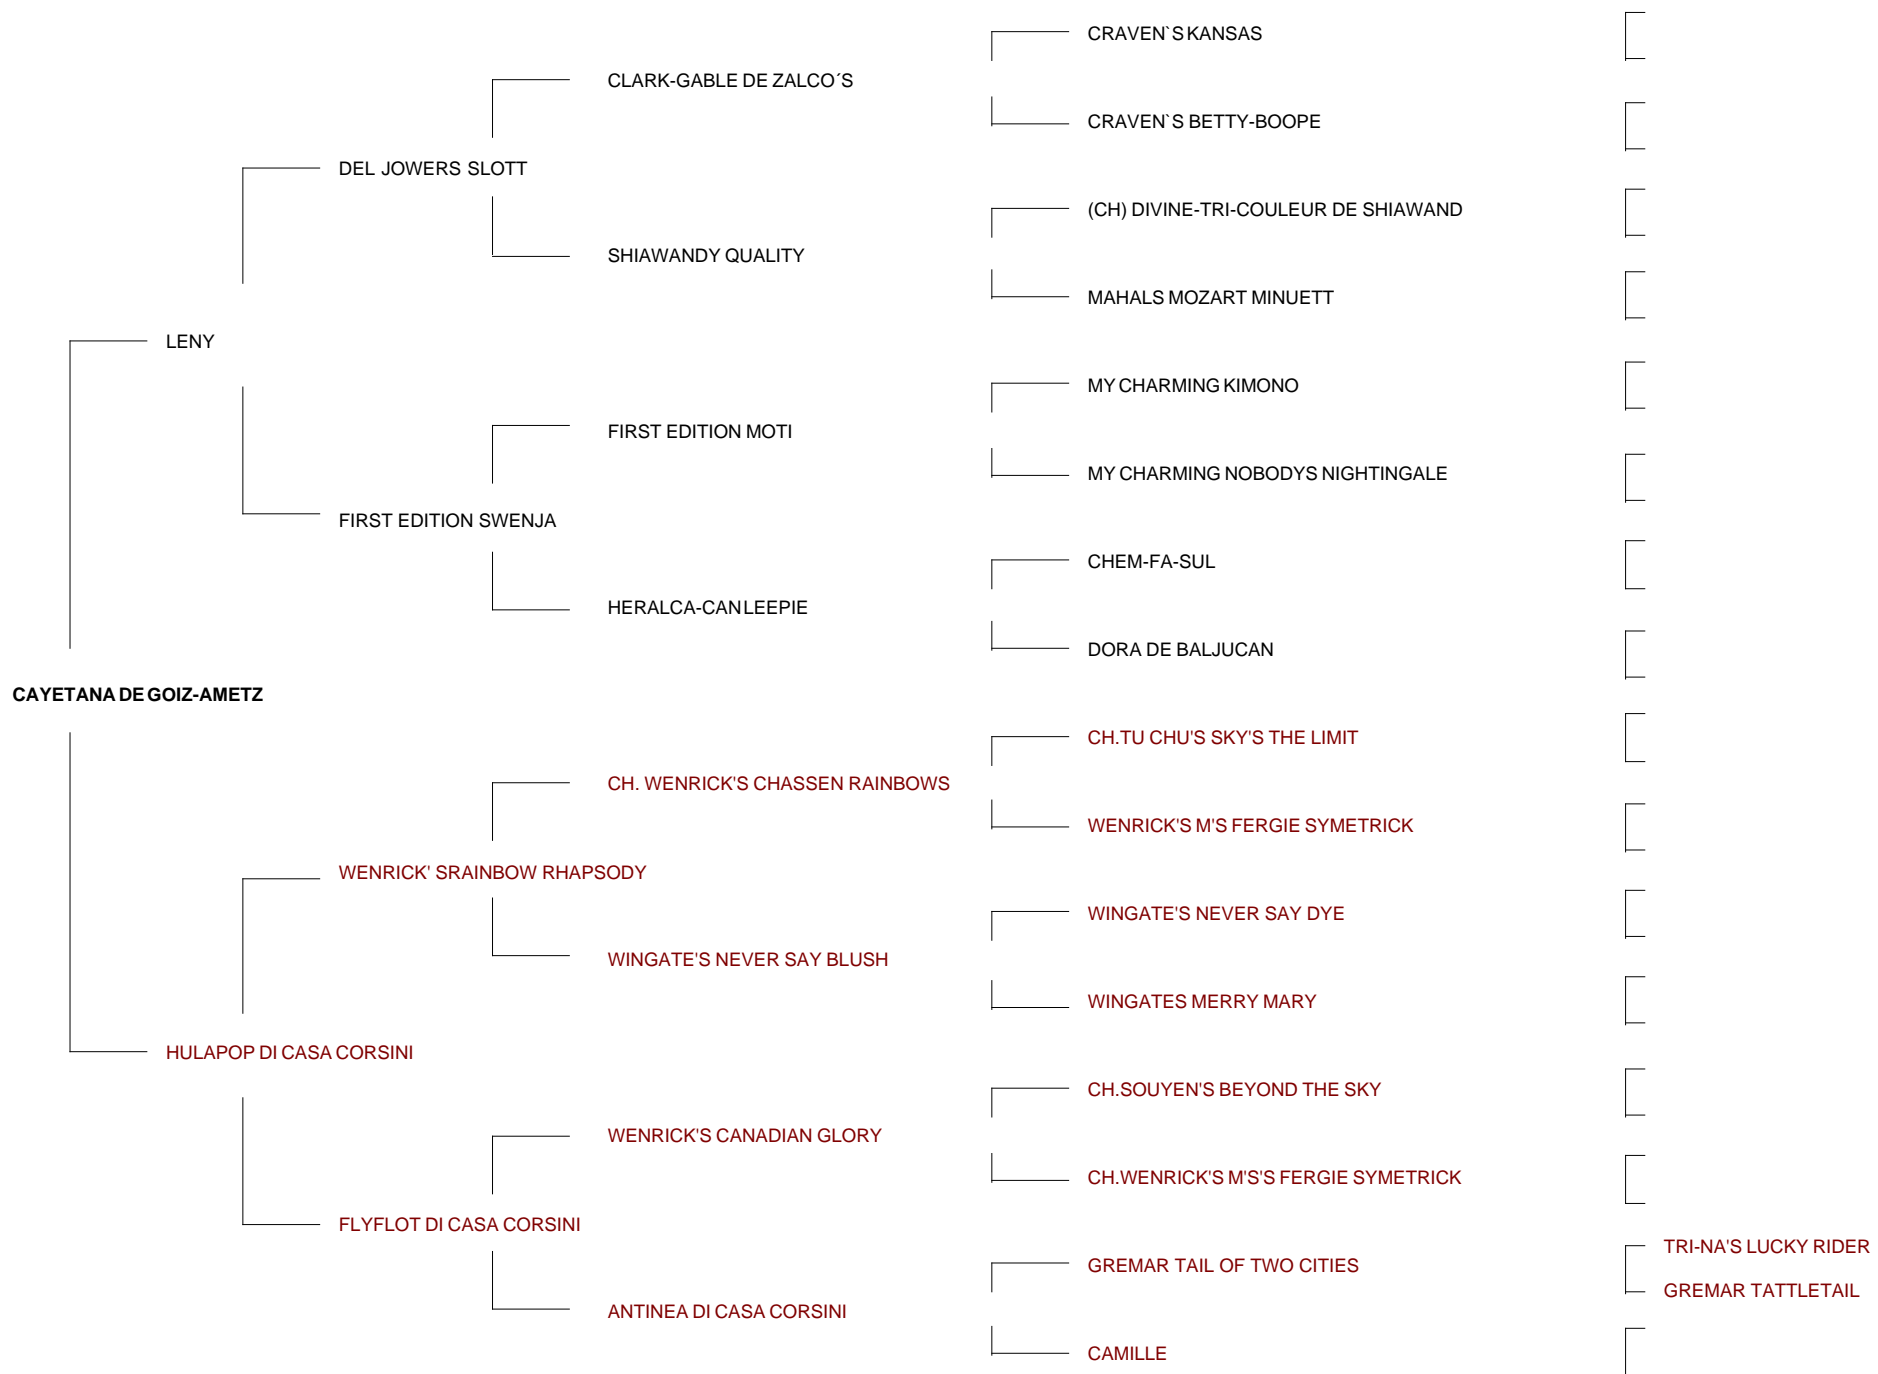 CRAVEN`S KANSAS
CLARK-GABLE DE ZALCO´S
CRAVEN`S BETTY-BOOPE
DEL JOWERS SLOTT
(CH) DIVINE-TRI-COULEUR DE SHIAWAND
SHIAWANDY QUALITY
MAHALS MOZART MINUETT
LENY
MY CHARMING KIMONO
FIRST EDITION MOTI
MY CHARMING NOBODYS NIGHTINGALE
FIRST EDITION SWENJA
CHEM-FA-SUL
HERALCA-CAN LEEPIE
DORA DE BALJUCAN
CAYETANA DE GOIZ-AMETZ
CH.TU CHU'S SKY'S THE LIMIT
CH. WENRICK'S CHASSEN RAINBOWS
WENRICK'S M'S FERGIE SYMETRICK
WENRICK' SRAINBOW RHAPSODY
WINGATE'S NEVER SAY DYE
WINGATE'S NEVER SAY BLUSH
WINGATES MERRY MARY
HULAPOP DI CASA CORSINI
CH.SOUYEN'S BEYOND THE SKY
WENRICK'S CANADIAN GLORY
CH.WENRICK'S M'S'S FERGIE SYMETRICK
FLYFLOT DI CASA CORSINI
TRI-NA'S LUCKY RIDER
GREMAR TAIL OF TWO CITIES
GREMAR TATTLETAIL
ANTINEA DI CASA CORSINI
CAMILLE